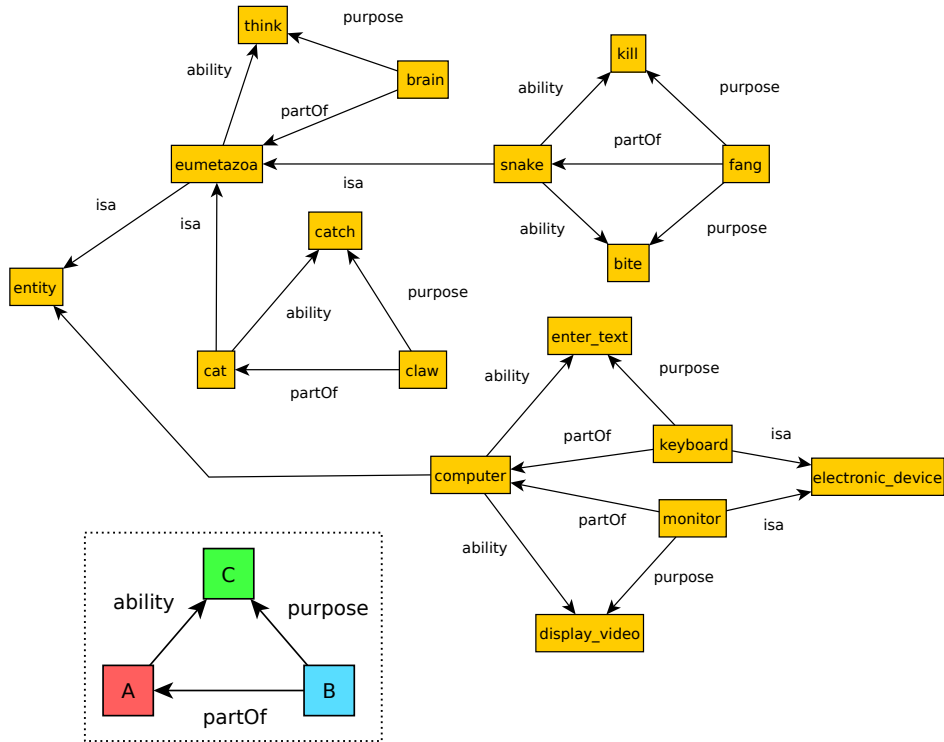 think
purpose
kill
ability
brain
ability
purpose
partOf
partOf
eumetazoa
snake
fang
isa
isa
isa
catch
ability
purpose
bite
entity
purpose
ability
enter_text
cat
claw
purpose
partOf
ability
partOf
keyboard
isa
computer
electronic_device
partOf
monitor
isa
ability
purpose
C
display_video
ability
purpose
A
B
partOf